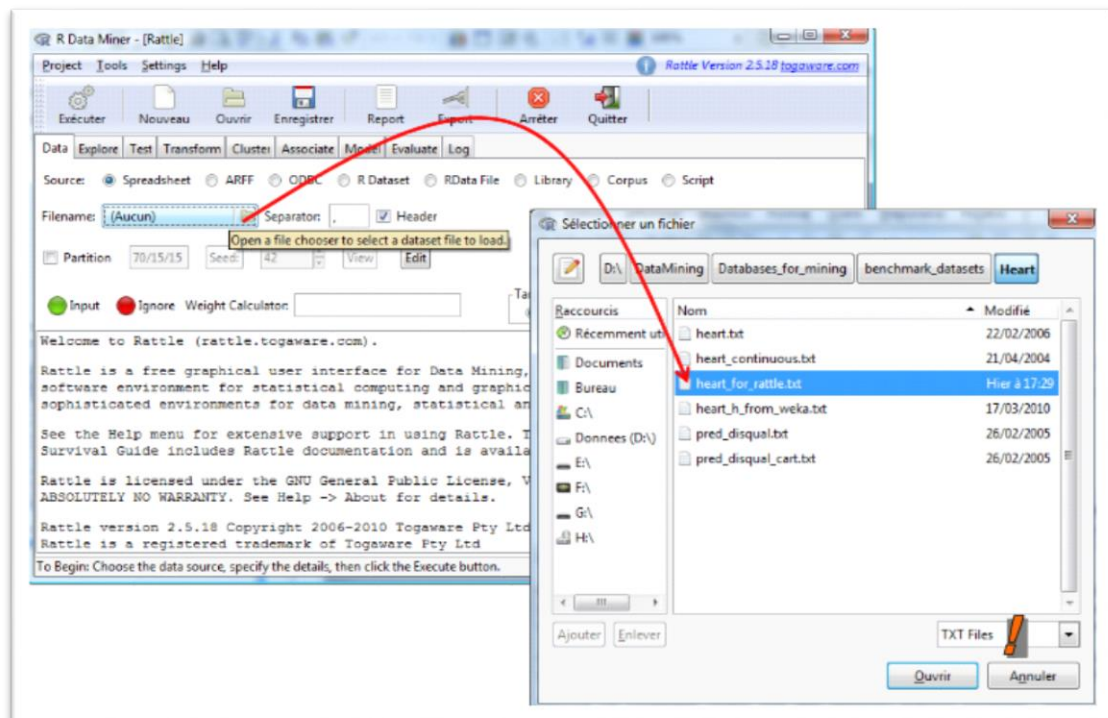 R Data Miner - [Rattle]
Project Tools Settings Help
Rattle Version 2.5.18 togaware.com
Exécuter Nouveau Ouvrir Enregistrer Report Export Arrêter Quitter
Data Explore Test Transform Cluster Associate Model Evaluate Log
Source: Spreadsheet ARFF ODBC R Dataset RData File Library Corpus Script
Filename: (Aucun) Separator: , Header
Open a file chooser to select a dataset file to load.
Partition 70/15/15 Seed: 42 View Edit
Input Ignore Weight Calculator:
Welcome to Rattle (rattle.togaware.com).
Rattle is a free graphical user interface for Data Mining,
software environment for statistical computing and graphic
sophisticated environments for data mining, statistical an
See the Help menu for extensive support in using Rattle. T
Survival Guide includes Rattle documentation and is availa
Rattle is licensed under the GNU General Public License, V
ABSOLUTELY NO WARRANTY. See Help -> About for details.
Rattle version 2.5.18 Copyright 2006-2010 Togaware Pty Ltd
Rattle is a registered trademark of Togaware Pty Ltd
To Begin: Choose the data source, specify the details, then click the Execute button.
Sélectionner un fichier
D:\ DataMining Databases_for_mining benchmark_datasets Heart
Raccourcis
Récemment uti
Documents
Bureau
C:\
Donnees (D:\)
E:\
F:\
G:\
H:\
Nom Modifié
heart.txt 22/02/2006
heart_continuous.txt 21/04/2004
heart_for_rattle.txt Hier à 17:29
heart_h_from_weka.txt 17/03/2010
pred_disqual.txt 26/02/2005
pred_disqual_cart.txt 26/02/2005
Ajouter Enlever
TXT Files
!
Ouvrir Annuler